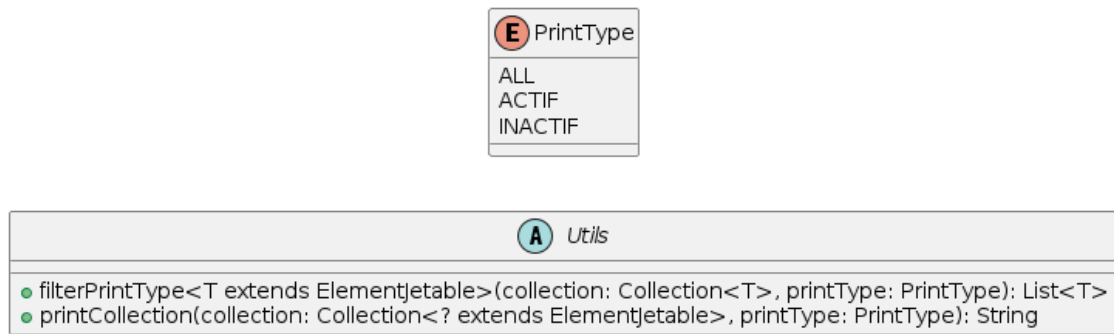 E PrintType
ALL
ACTIF
INACTIF
A Utils
filterPrintType<T extends ElementJetable>(collection: Collection<T>, printType: PrintType): List<T>
printCollection(collection: Collection<? extends ElementJetable>, printType: PrintType): String